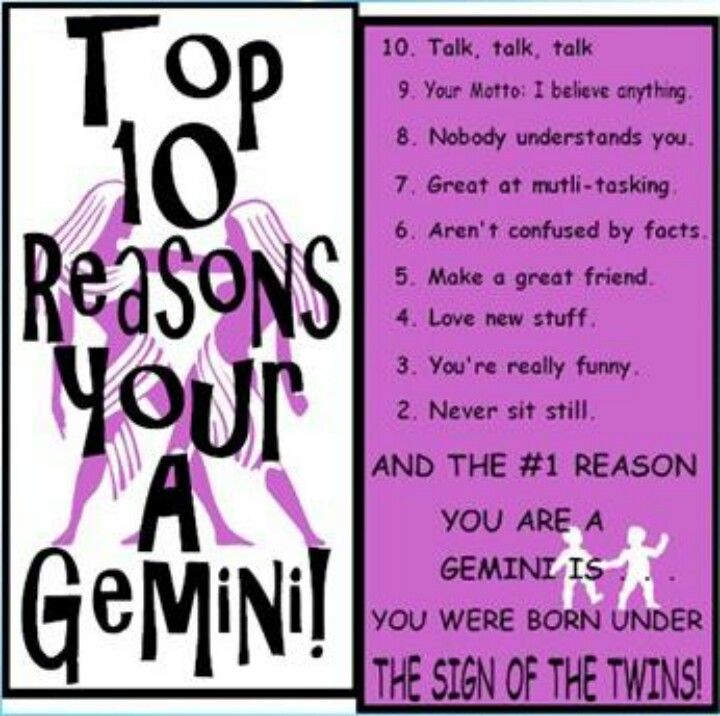 Top
10
Reasons
Your
A
Gemini!
10. Talk, talk, talk
9. Your Motto: I believe anything.
8. Nobody understands you.
7. Great at mutli-tasking.
6. Aren't confused by facts.
5. Make a great friend.
4. Love new stuff.
3. You're really funny.
2. Never sit still.
AND THE #1 REASON
YOU ARE A
GEMINI IS . . .
YOU WERE BORN UNDER
THE SIGN OF THE TWINS!